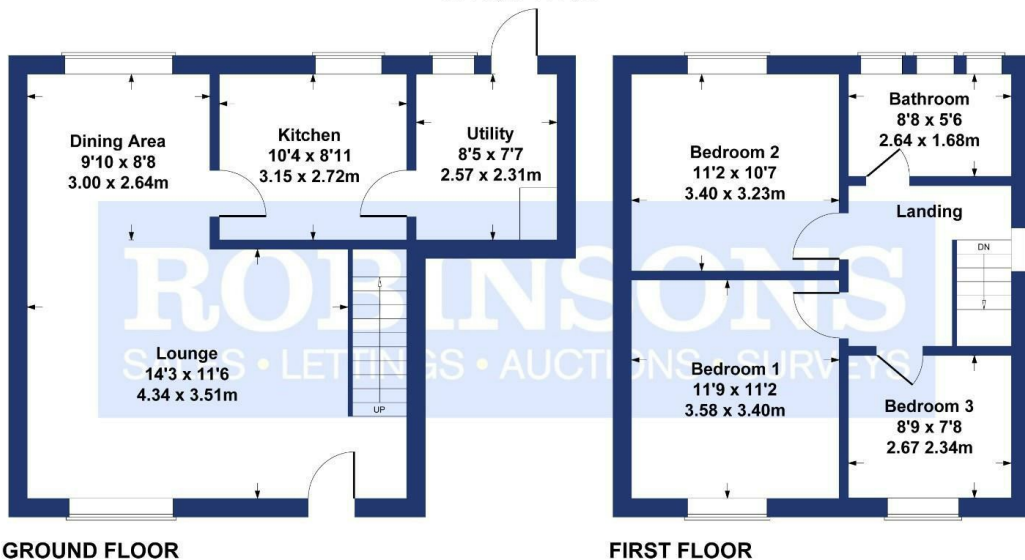 Dining Area
9'10 x 8'8
3.00 x 2.64m
Kitchen
10'4 x 8'11
3.15 x 2.72m
Utility
8'5 x 7'7
2.57 x 2.31m
Lounge
14'3 x 11'6
4.34 x 3.51m
UP
GROUND FLOOR
Bedroom 2
11'2 x 10'7
3.40 x 3.23m
Bathroom
8'8 x 5'6
2.64 x 1.68m
Landing
DN
Bedroom 1
11'9 x 11'2
3.58 x 3.40m
Bedroom 3
8'9 x 7'8
2.67 2.34m
FIRST FLOOR
ROBINSONS
SALES • LETTINGS • AUCTIONS • SURVEYS